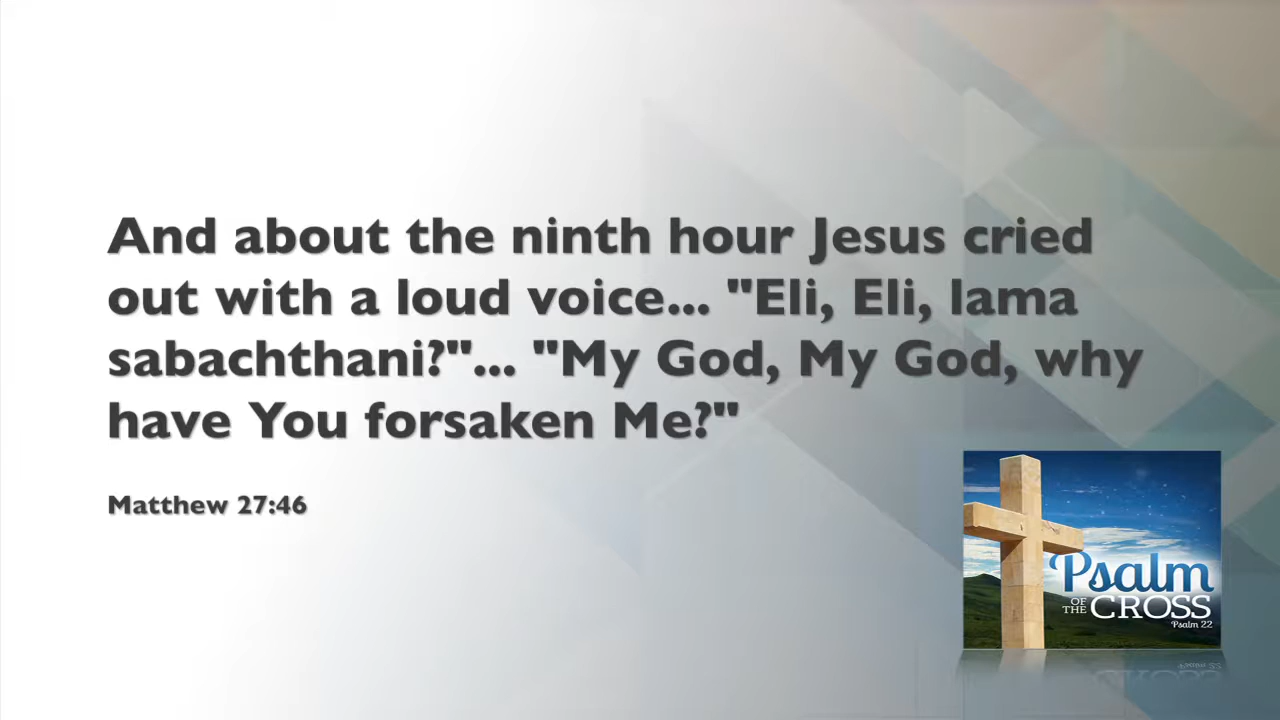 And about the ninth hour Jesus cried
out with a loud voice... "Eli, Eli, lama
sabachthani?"... "My God, My God, why
have You forsaken Me?"
Matthew 27:46
Psalm
OF THE CROSS
Psalm 22